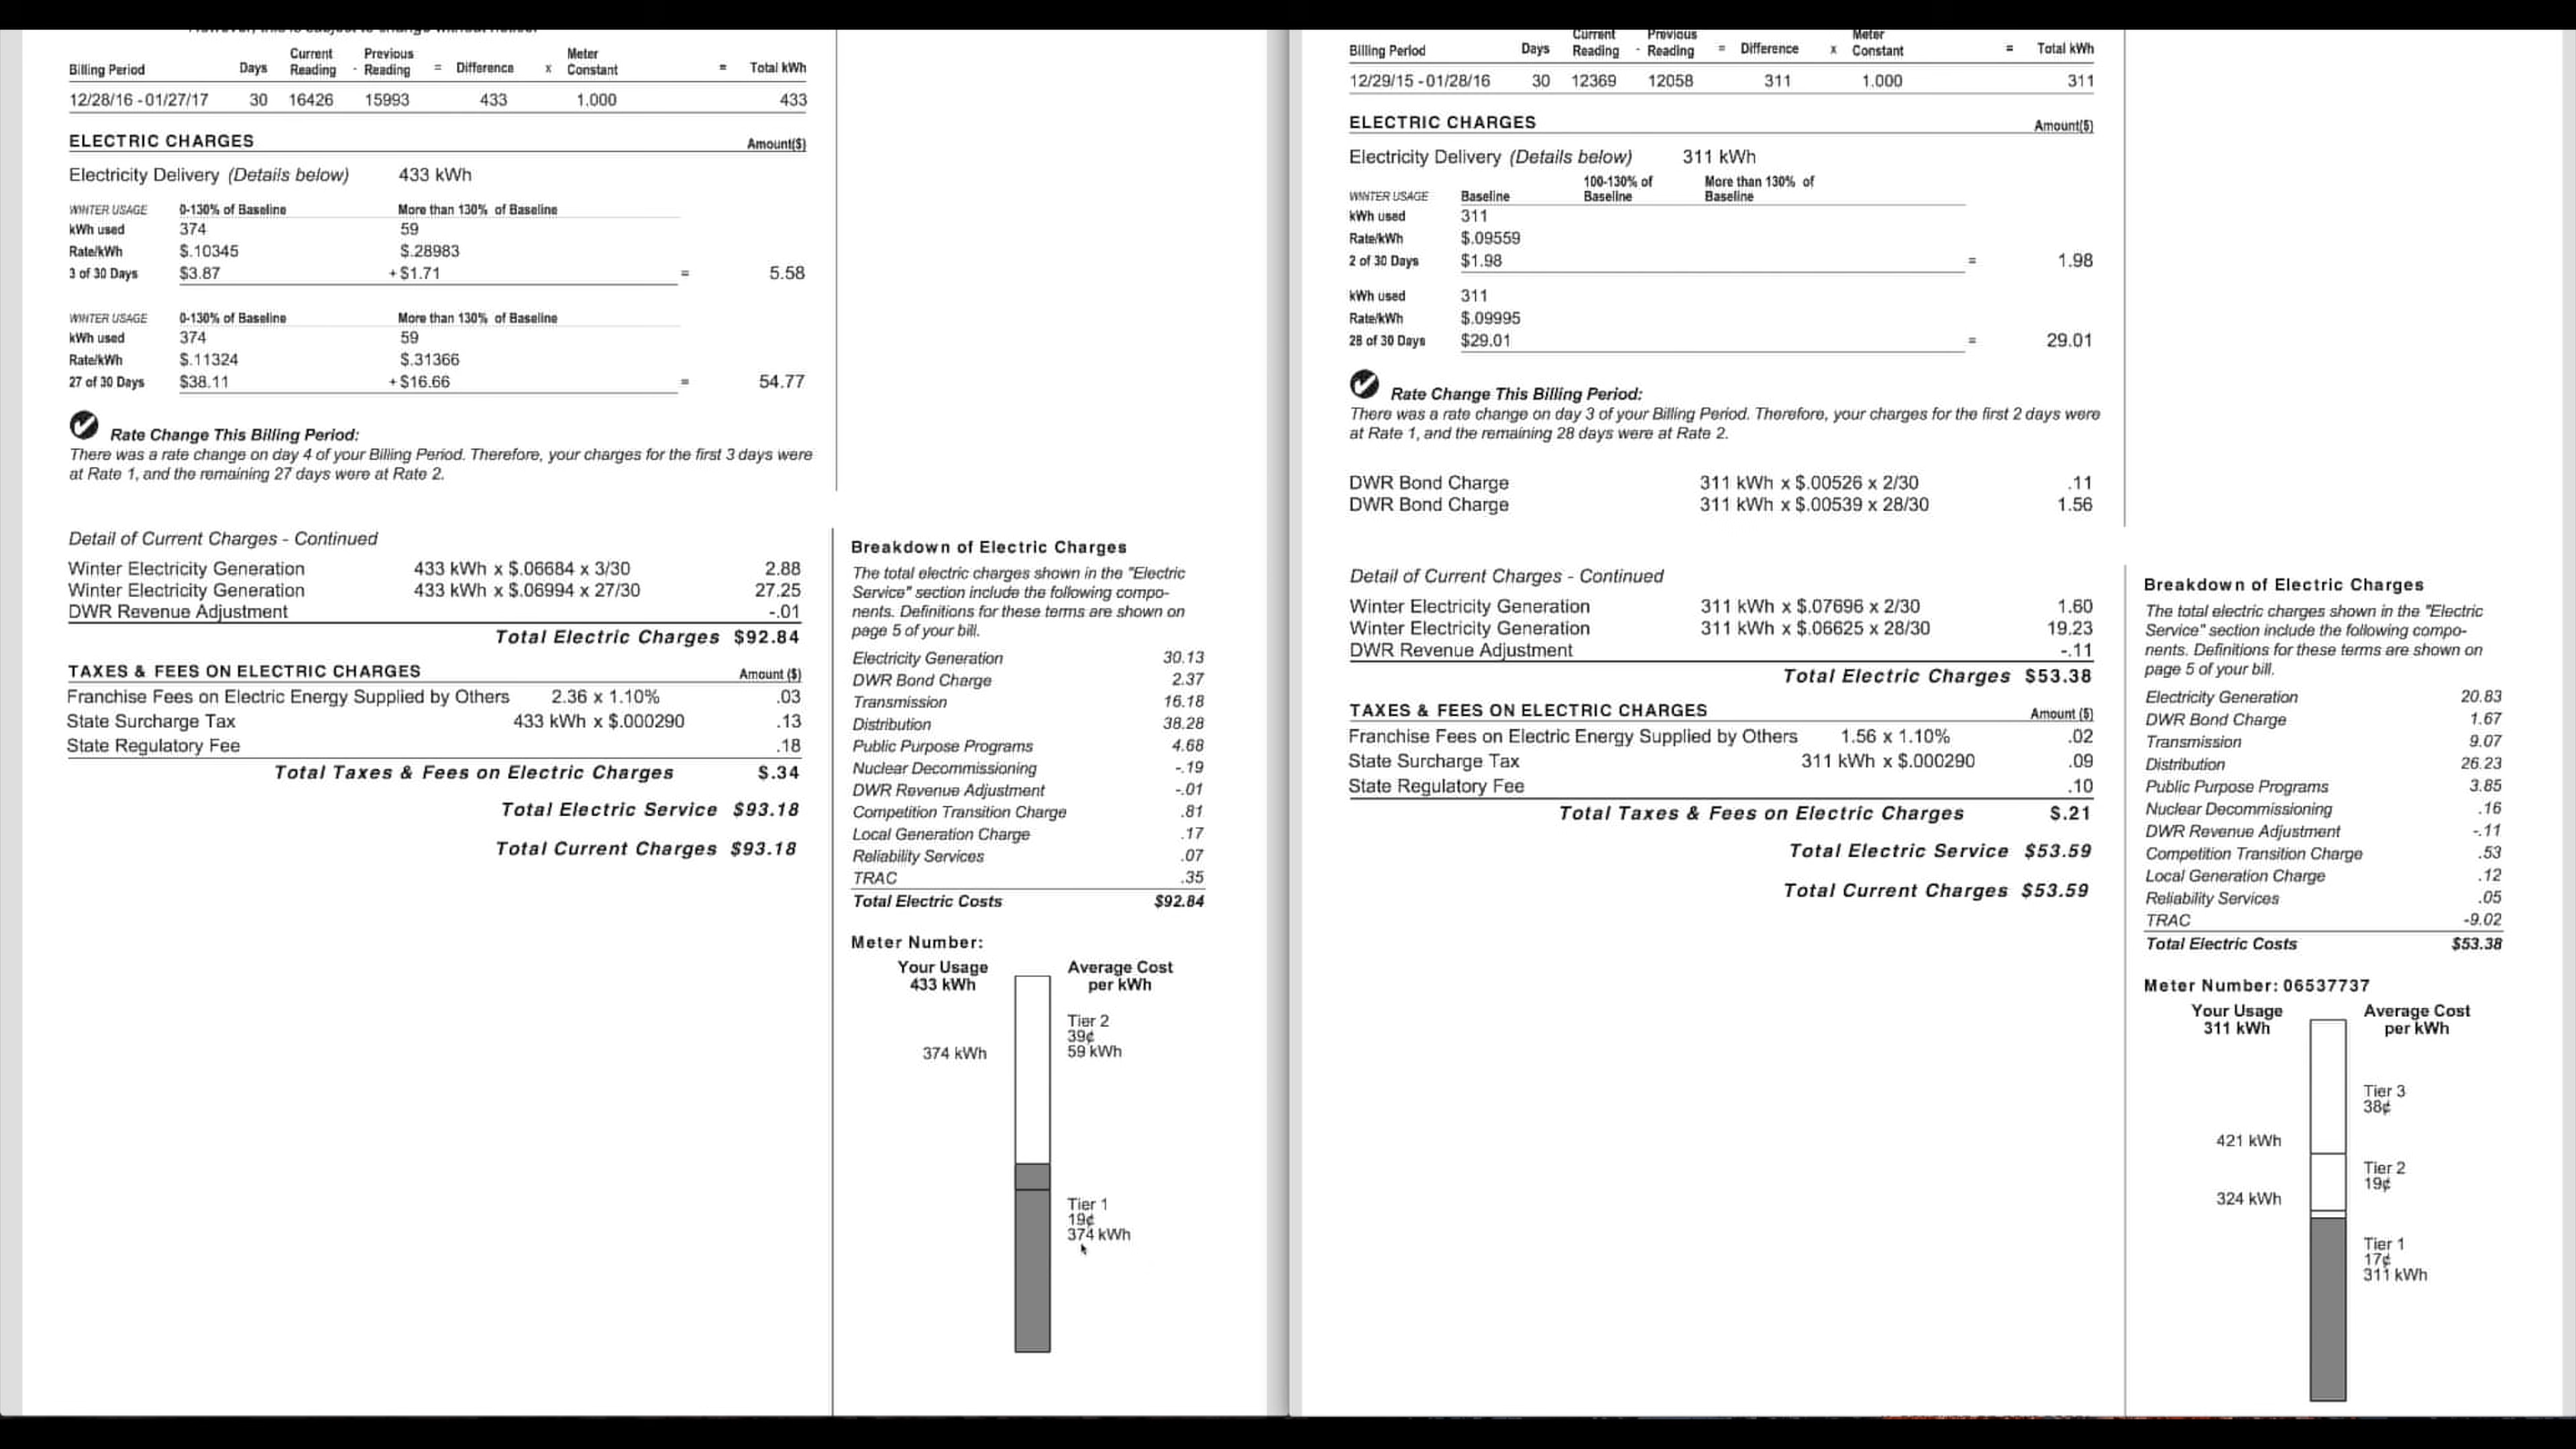 Current Previous Meter
Billing Period Days Reading - Reading = Difference x Constant = Total kWh
12/28/16 - 01/27/17 30 16426 15993 433 1.000 433
ELECTRIC CHARGES Amount($)
Electricity Delivery (Details below) 433 kWh
WINTER USAGE 0-130% of Baseline More than 130% of Baseline
kWh used 374 59
Rate/kWh $.10345 $.28983
3 of 30 Days $3.87 + $1.71 = 5.58
WINTER USAGE 0-130% of Baseline More than 130% of Baseline
kWh used 374 59
Rate/kWh $.11324 $.31366
27 of 30 Days $38.11 + $16.66 = 54.77
Rate Change This Billing Period:
There was a rate change on day 4 of your Billing Period. Therefore, your charges for the first 3 days were
at Rate 1, and the remaining 27 days were at Rate 2.
Detail of Current Charges - Continued
Winter Electricity Generation 433 kWh x $.06684 x 3/30 2.88
Winter Electricity Generation 433 kWh x $.06994 x 27/30 27.25
DWR Revenue Adjustment -.01
Total Electric Charges $92.84
TAXES & FEES ON ELECTRIC CHARGES Amount ($)
Franchise Fees on Electric Energy Supplied by Others 2.36 x 1.10% .03
State Surcharge Tax 433 kWh x $.000290 .13
State Regulatory Fee .18
Total Taxes & Fees on Electric Charges $.34
Total Electric Service $93.18
Total Current Charges $93.18
Breakdown of Electric Charges
The total electric charges shown in the "Electric
Service" section include the following compo-
nents. Definitions for these terms are shown on
page 5 of your bill.
Electricity Generation 30.13
DWR Bond Charge 2.37
Transmission 16.18
Distribution 38.28
Public Purpose Programs 4.68
Nuclear Decommissioning -.19
DWR Revenue Adjustment -.01
Competition Transition Charge .81
Local Generation Charge .17
Reliability Services .07
TRAC .35
Total Electric Costs $92.84
Meter Number:
Your Usage Average Cost
433 kWh per kWh
Tier 2
39¢
374 kWh 59 kWh
Tier 1
19¢
374 kWh
Current Previous Meter
Billing Period Days Reading - Reading = Difference x Constant = Total kWh
12/29/15 - 01/28/16 30 12369 12058 311 1.000 311
ELECTRIC CHARGES Amount($)
Electricity Delivery (Details below) 311 kWh
100-130% of More than 130% of
WINTER USAGE Baseline Baseline Baseline
kWh used 311
Rate/kWh $.09559
2 of 30 Days $1.98 = 1.98
kWh used 311
Rate/kWh $.09995
28 of 30 Days $29.01 = 29.01
Rate Change This Billing Period:
There was a rate change on day 3 of your Billing Period. Therefore, your charges for the first 2 days were
at Rate 1, and the remaining 28 days were at Rate 2.
DWR Bond Charge 311 kWh x $.00526 x 2/30 .11
DWR Bond Charge 311 kWh x $.00539 x 28/30 1.56
Detail of Current Charges - Continued
Winter Electricity Generation 311 kWh x $.07696 x 2/30 1.60
Winter Electricity Generation 311 kWh x $.06625 x 28/30 19.23
DWR Revenue Adjustment -.11
Total Electric Charges $53.38
TAXES & FEES ON ELECTRIC CHARGES Amount ($)
Franchise Fees on Electric Energy Supplied by Others 1.56 x 1.10% .02
State Surcharge Tax 311 kWh x $.000290 .09
State Regulatory Fee .10
Total Taxes & Fees on Electric Charges $.21
Total Electric Service $53.59
Total Current Charges $53.59
Breakdown of Electric Charges
The total electric charges shown in the "Electric
Service" section include the following compo-
nents. Definitions for these terms are shown on
page 5 of your bill.
Electricity Generation 20.83
DWR Bond Charge 1.67
Transmission 9.07
Distribution 26.23
Public Purpose Programs 3.85
Nuclear Decommissioning .16
DWR Revenue Adjustment -.11
Competition Transition Charge .53
Local Generation Charge .12
Reliability Services .05
TRAC -9.02
Total Electric Costs $53.38
Meter Number: 06537737
Your Usage Average Cost
311 kWh per kWh
Tier 3
38¢
421 kWh
Tier 2
19¢
324 kWh
Tier 1
17¢
311 kWh